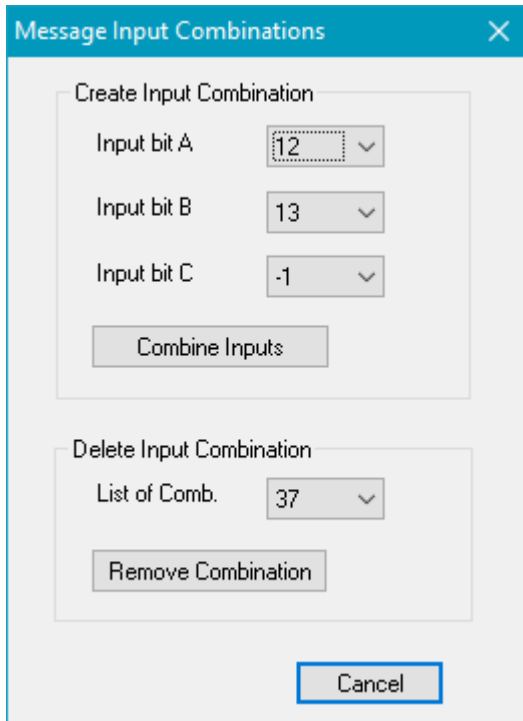 Message Input Combinations
Create Input Combination
Input bit A 12
Input bit B 13
Input bit C -1
Combine Inputs
Delete Input Combination
List of Comb. 37
Remove Combination
Cancel